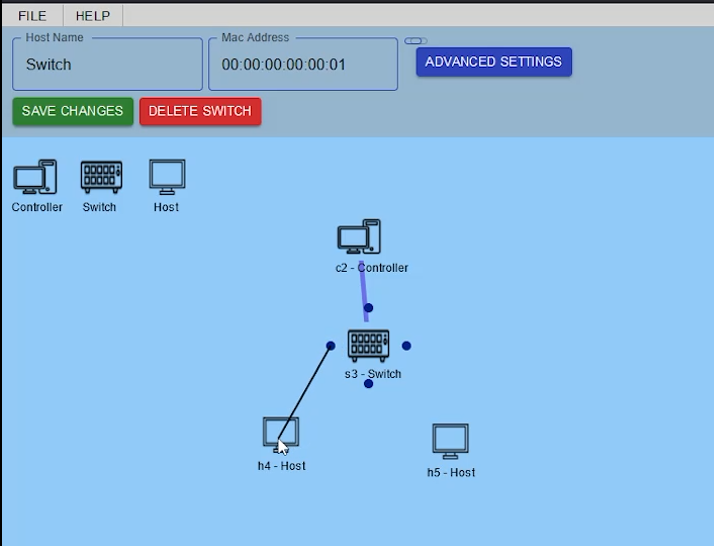 FILE HELP
Host Name
Switch
Mac Address
00:00:00:00:00:01
ADVANCED SETTINGS
SAVE CHANGES DELETE SWITCH
Controller Switch Host
c2 - Controller
s3 - Switch
h4 - Host
h5 - Host